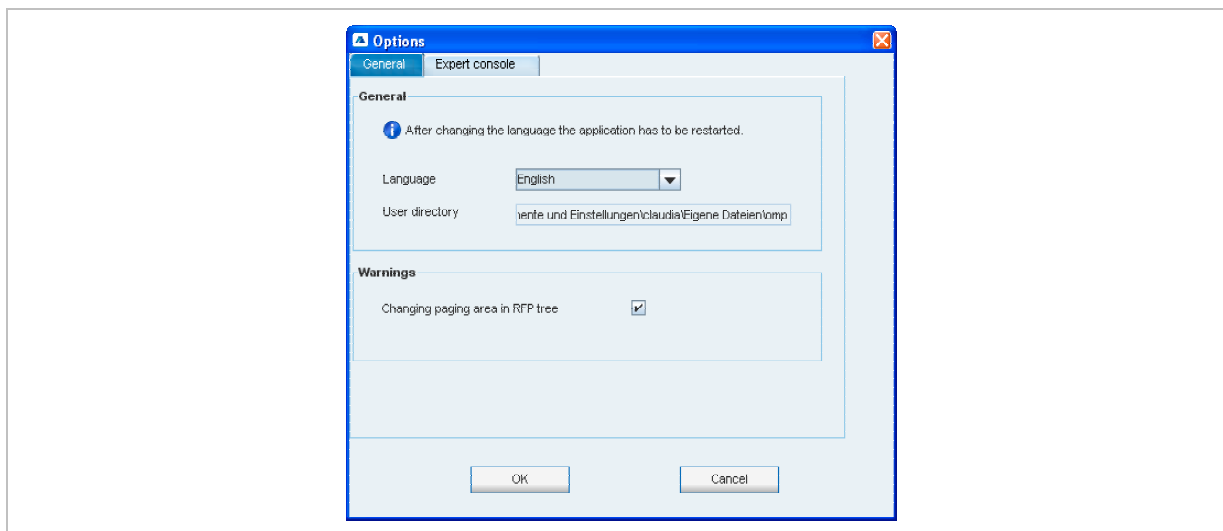 Options
General
Expert console
General
After changing the language the application has to be restarted.
Language
English
User directory
nente und Einstellungen\claudia\Eigene Dateien\omp
Warnings
Changing paging area in RFP tree
OK
Cancel